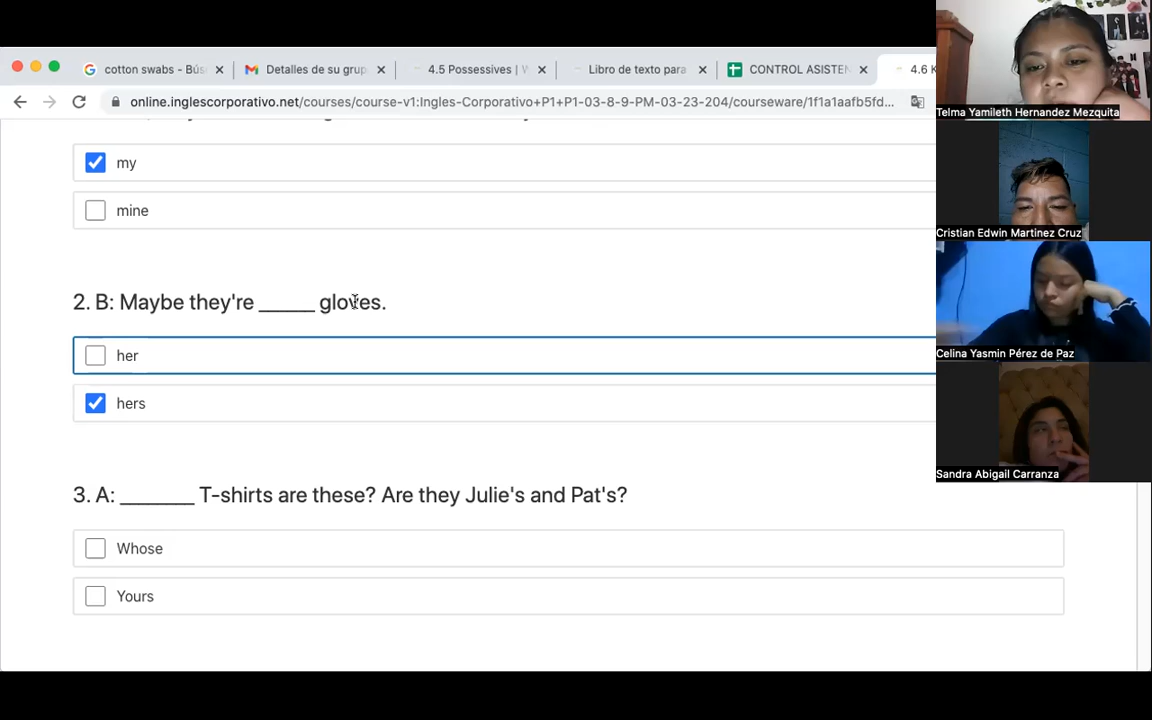 cotton swabs - Bús
Detalles de su grup
4.5 Possessives | W
Libro de texto para
CONTROL ASISTEN
4.6 K
online.inglescorporativo.net/courses/course-v1:Ingles-Corporativo+P1+P1-03-8-9-PM-03-23-204/courseware/1f1a1aafb5fd...
my
mine
2. B: Maybe they're ______ gloves.
her
hers
3. A: ________ T-shirts are these? Are they Julie's and Pat's?
Whose
Yours
Telma Yamileth Hernandez Mezquita
Cristian Edwin Martinez Cruz
Celina Yasmin Pérez de Paz
Sandra Abigail Carranza